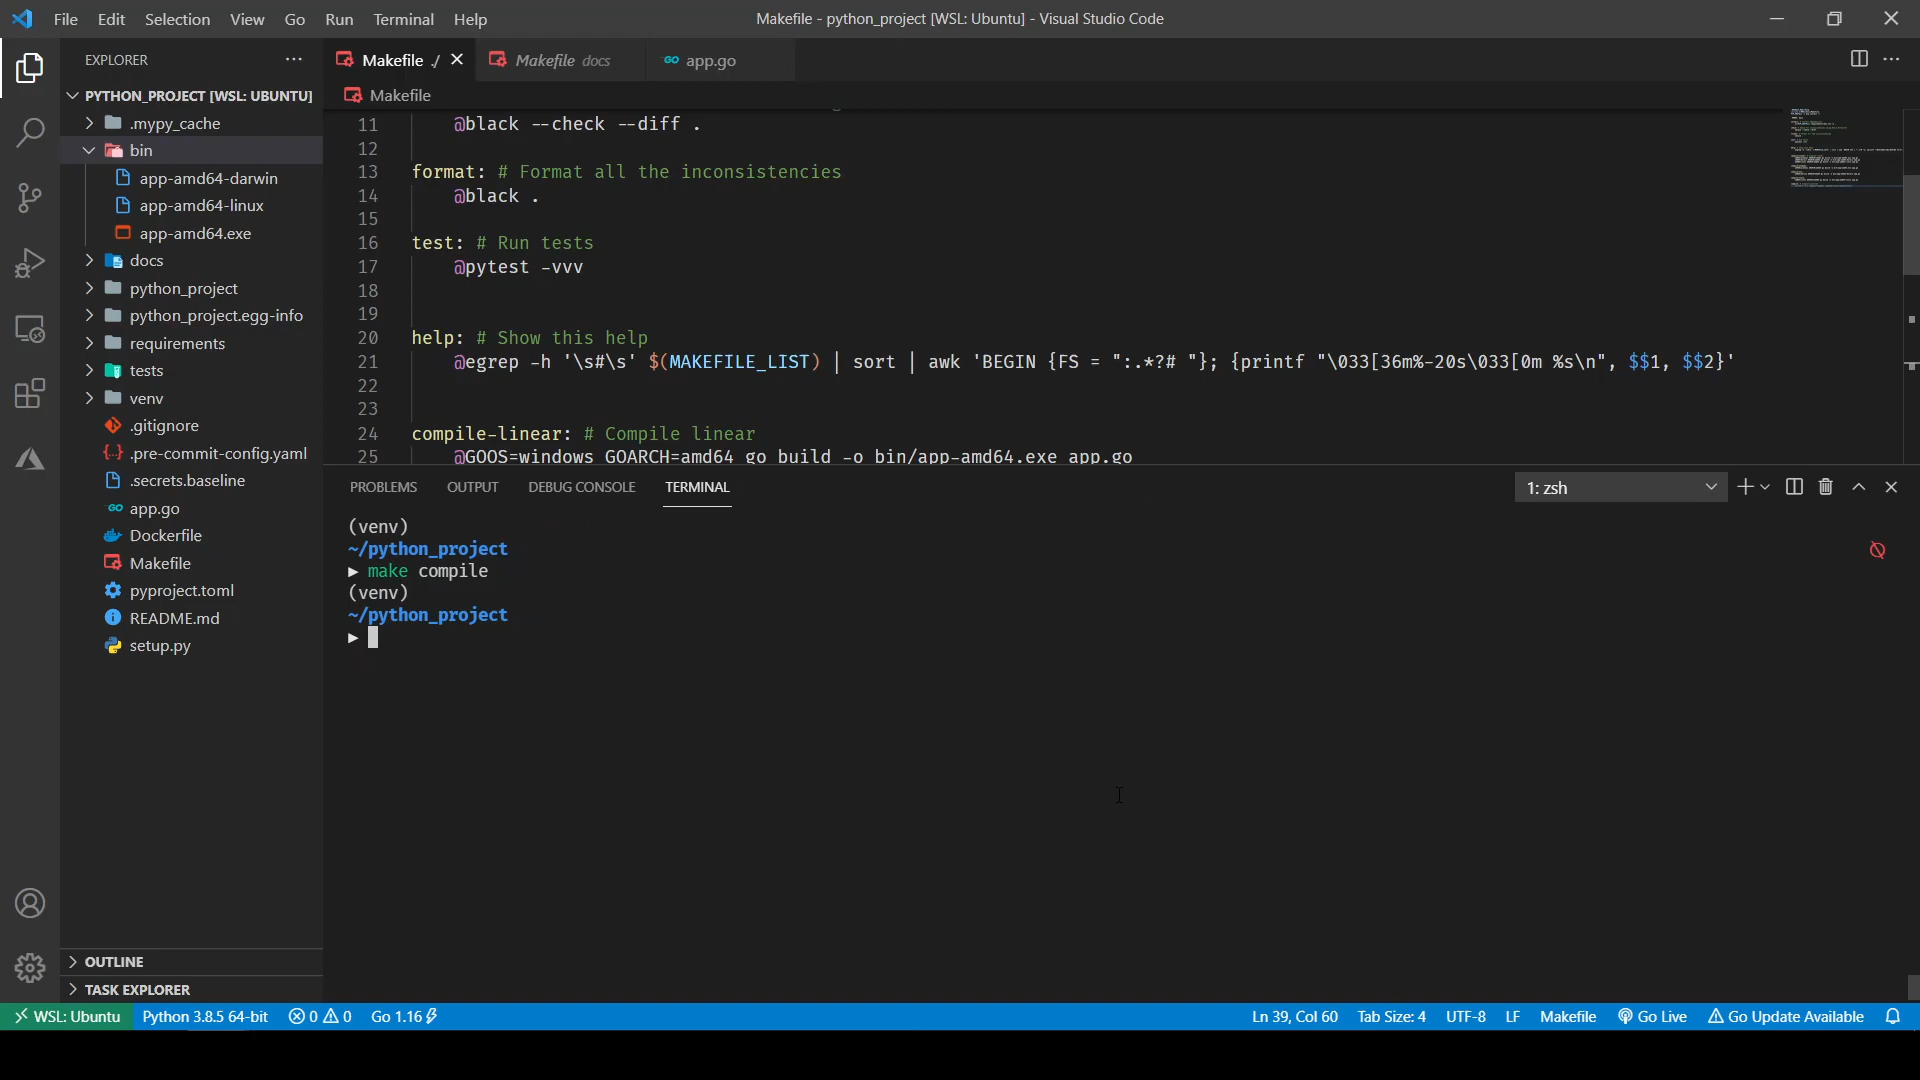 File Edit Selection View Go Run Terminal Help
Makefile - python_project [WSL: Ubuntu] - Visual Studio Code
EXPLORER
Makefile ./
Makefile docs
app.go
PYTHON_PROJECT [WSL: UBUNTU]
.mypy_cache
bin
app-amd64-darwin
app-amd64-linux
app-amd64.exe
docs
python_project
python_project.egg-info
requirements
tests
venv
.gitignore
.pre-commit-config.yaml
.secrets.baseline
app.go
Dockerfile
Makefile
pyproject.toml
README.md
setup.py
OUTLINE
TASK EXPLORER
Makefile
11 @black --check --diff .
12
13 format: # Format all the inconsistencies
14 @black .
15
16 test: # Run tests
17 @pytest -vvv
18
19
20 help: # Show this help
21 @egrep -h '\s#\s' $(MAKEFILE_LIST) | sort | awk 'BEGIN {FS = ":.*?# "}; {printf "\033[36m%-20s\033[0m %s\n", $$1, $$2}'
22
23
24 compile-linear: # Compile linear
25 @GOOS=windows GOARCH=amd64 go build -o bin/app-amd64.exe app.go
PROBLEMS OUTPUT DEBUG CONSOLE TERMINAL
1: zsh
(venv)
~/python_project
▶ make compile
(venv)
~/python_project
▶
WSL: Ubuntu Python 3.8.5 64-bit 0 0 Go 1.16 Ln 39, Col 60 Tab Size: 4 UTF-8 LF Makefile Go Live Go Update Available